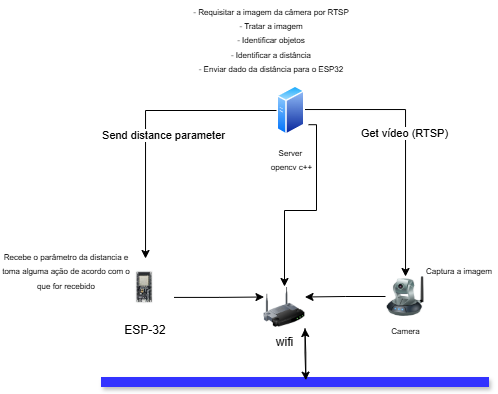 - Requisitar a imagem da câmera por RTSP
- Tratar a imagem
- Identificar objetos
- Identificar a distância
- Enviar dado da distância para o ESP32
Send distance parameter
Get vídeo (RTSP)
Server
opencv c++
Recebe o parâmetro da distancia e
toma alguma ação de acordo com o
que for recebido
Captura a imagem
ESP-32
wifi
Camera